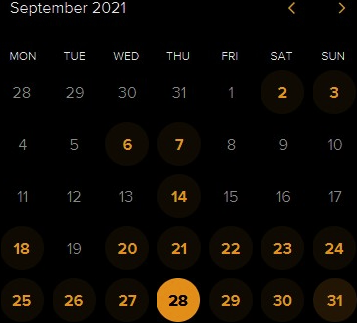 September 2021 < >
MON TUE WED THU FRI SAT SUN
28 29 30 31 1 2 3
4 5 6 7 8 9 10
11 12 13 14 15 16 17
18 19 20 21 22 23 24
25 26 27 28 29 30 31